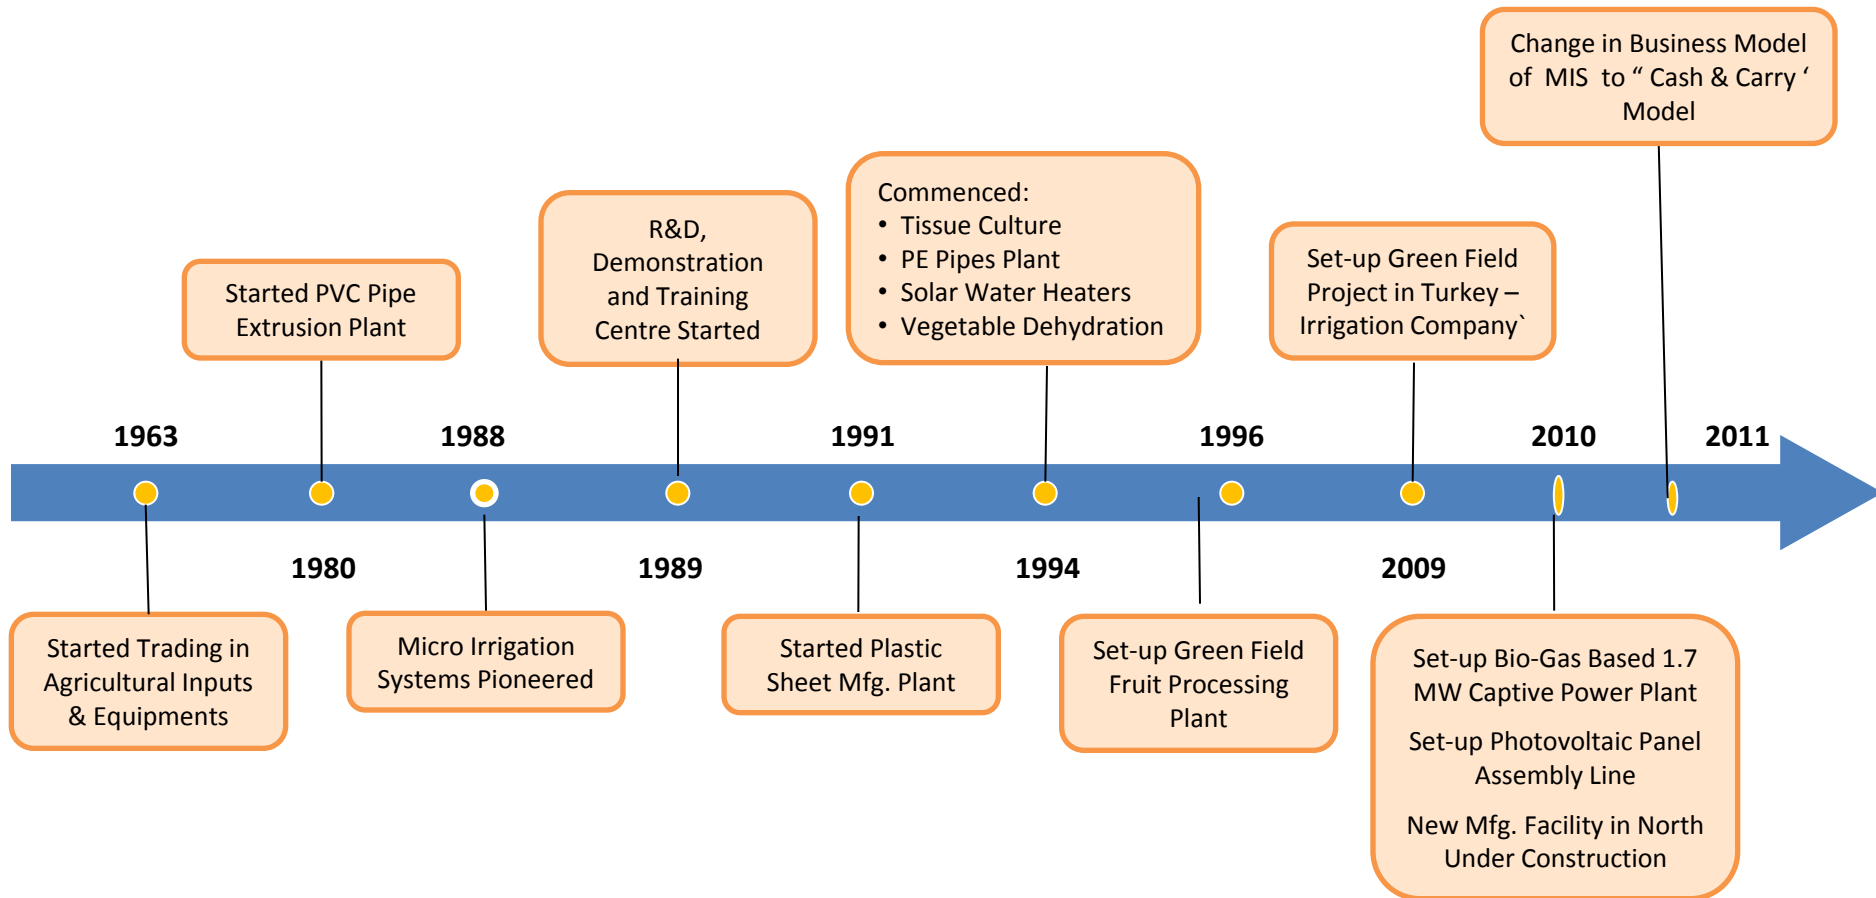 Change in Business Model
of MIS to “ Cash & Carry ‘
Model
Commenced:
• Tissue Culture
• PE Pipes Plant
• Solar Water Heaters
• Vegetable Dehydration
R&D,
Demonstration
and Training
Centre Started
Set-up Green Field
Project in Turkey –
Irrigation Company`
Started PVC Pipe
Extrusion Plant
1963
1988
1991
1996
2010
2011
1980
1989
1994
2009
Started Trading in
Agricultural Inputs
& Equipments
Micro Irrigation
Systems Pioneered
Started Plastic
Sheet Mfg. Plant
Set-up Green Field
Fruit Processing
Plant
Set-up Bio-Gas Based 1.7
MW Captive Power Plant
Set-up Photovoltaic Panel
Assembly Line
New Mfg. Facility in North
Under Construction